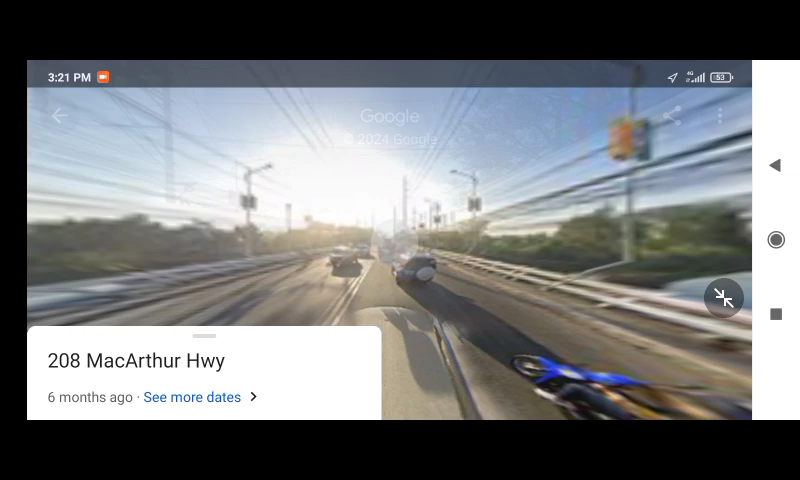 3:21 PM
4G
53
Google
© 2024 Google
208 MacArthur Hwy
6 months ago · See more dates